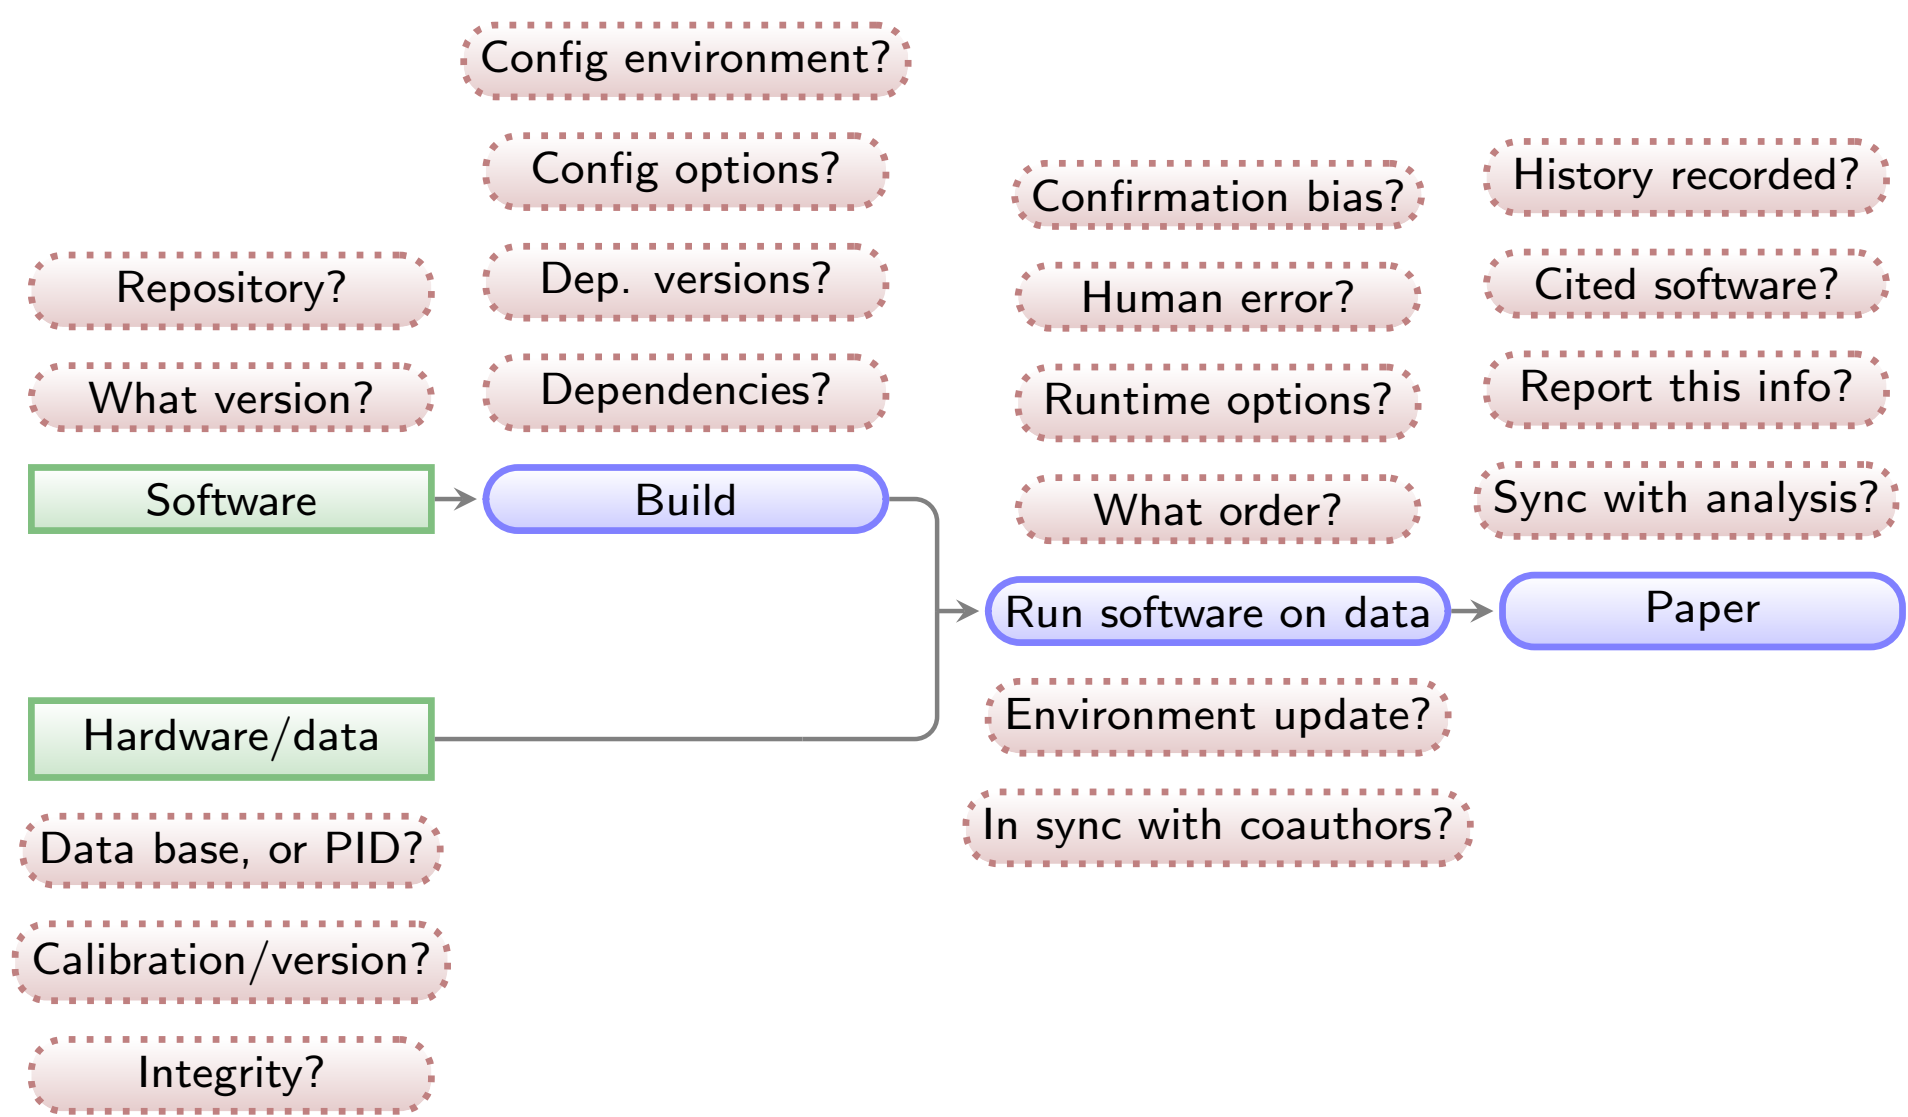 Config environment?
Config options?
Dep. versions?
Dependencies?
Repository?
What version?
Software
Build
Confirmation bias?
Human error?
Runtime options?
What order?
History recorded?
Cited software?
Report this info?
Sync with analysis?
Run software on data
Paper
Environment update?
In sync with coauthors?
Hardware/data
Data base, or PID?
Calibration/version?
Integrity?